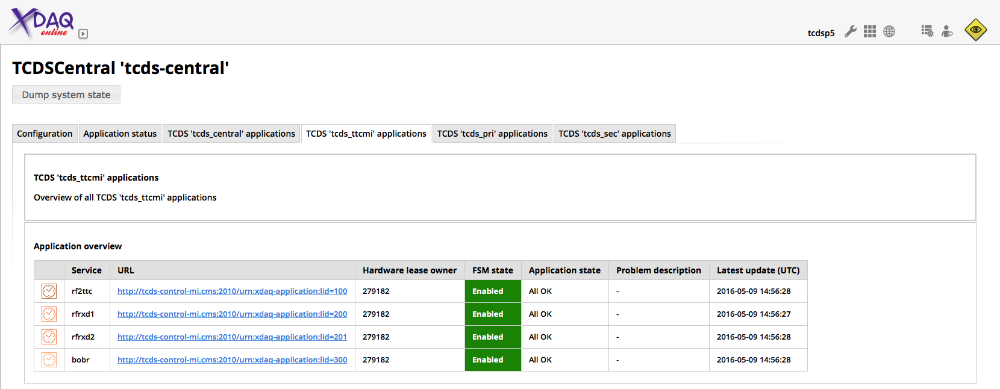 XDAQ
online
tcdsp5
TCDSCentral 'tcds-central'
Dump system state
Configuration Application status TCDS 'tcds_central' applications TCDS 'tcds_ttcmi' applications TCDS 'tcds_pri' applications TCDS 'tcds_sec' applications
TCDS 'tcds_ttcmi' applications
Overview of all TCDS 'tcds_ttcmi' applications
Application overview
Service URL Hardware lease owner FSM state Application state Problem description Latest update (UTC)
rf2ttc http://tcds-control-mi.cms:2010/urn:xdaq-application:lid=100 279182 Enabled All OK - 2016-05-09 14:56:28
rfrxd1 http://tcds-control-mi.cms:2010/urn:xdaq-application:lid=200 279182 Enabled All OK - 2016-05-09 14:56:27
rfrxd2 http://tcds-control-mi.cms:2010/urn:xdaq-application:lid=201 279182 Enabled All OK - 2016-05-09 14:56:28
bobr http://tcds-control-mi.cms:2010/urn:xdaq-application:lid=300 279182 Enabled All OK - 2016-05-09 14:56:28